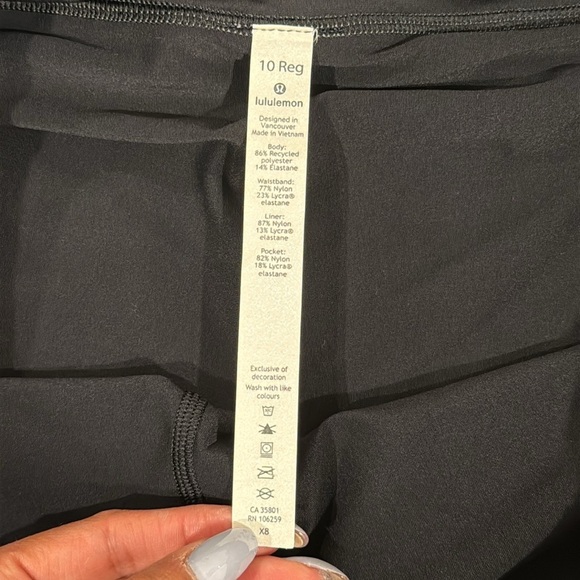 10 Reg
lululemon
Designed in
Vancouver
Made in Vietnam
Body:
86% Recycled
polyester
14% Elastane
Waistband:
77% Nylon
23% Lycra®
elastane
Liner:
87% Nylon
13% Lycra®
elastane
Pocket:
82% Nylon
18% Lycra®
elastane
Exclusive of
decoration
Wash with like
colours
CA 35801
RN 106259
XB